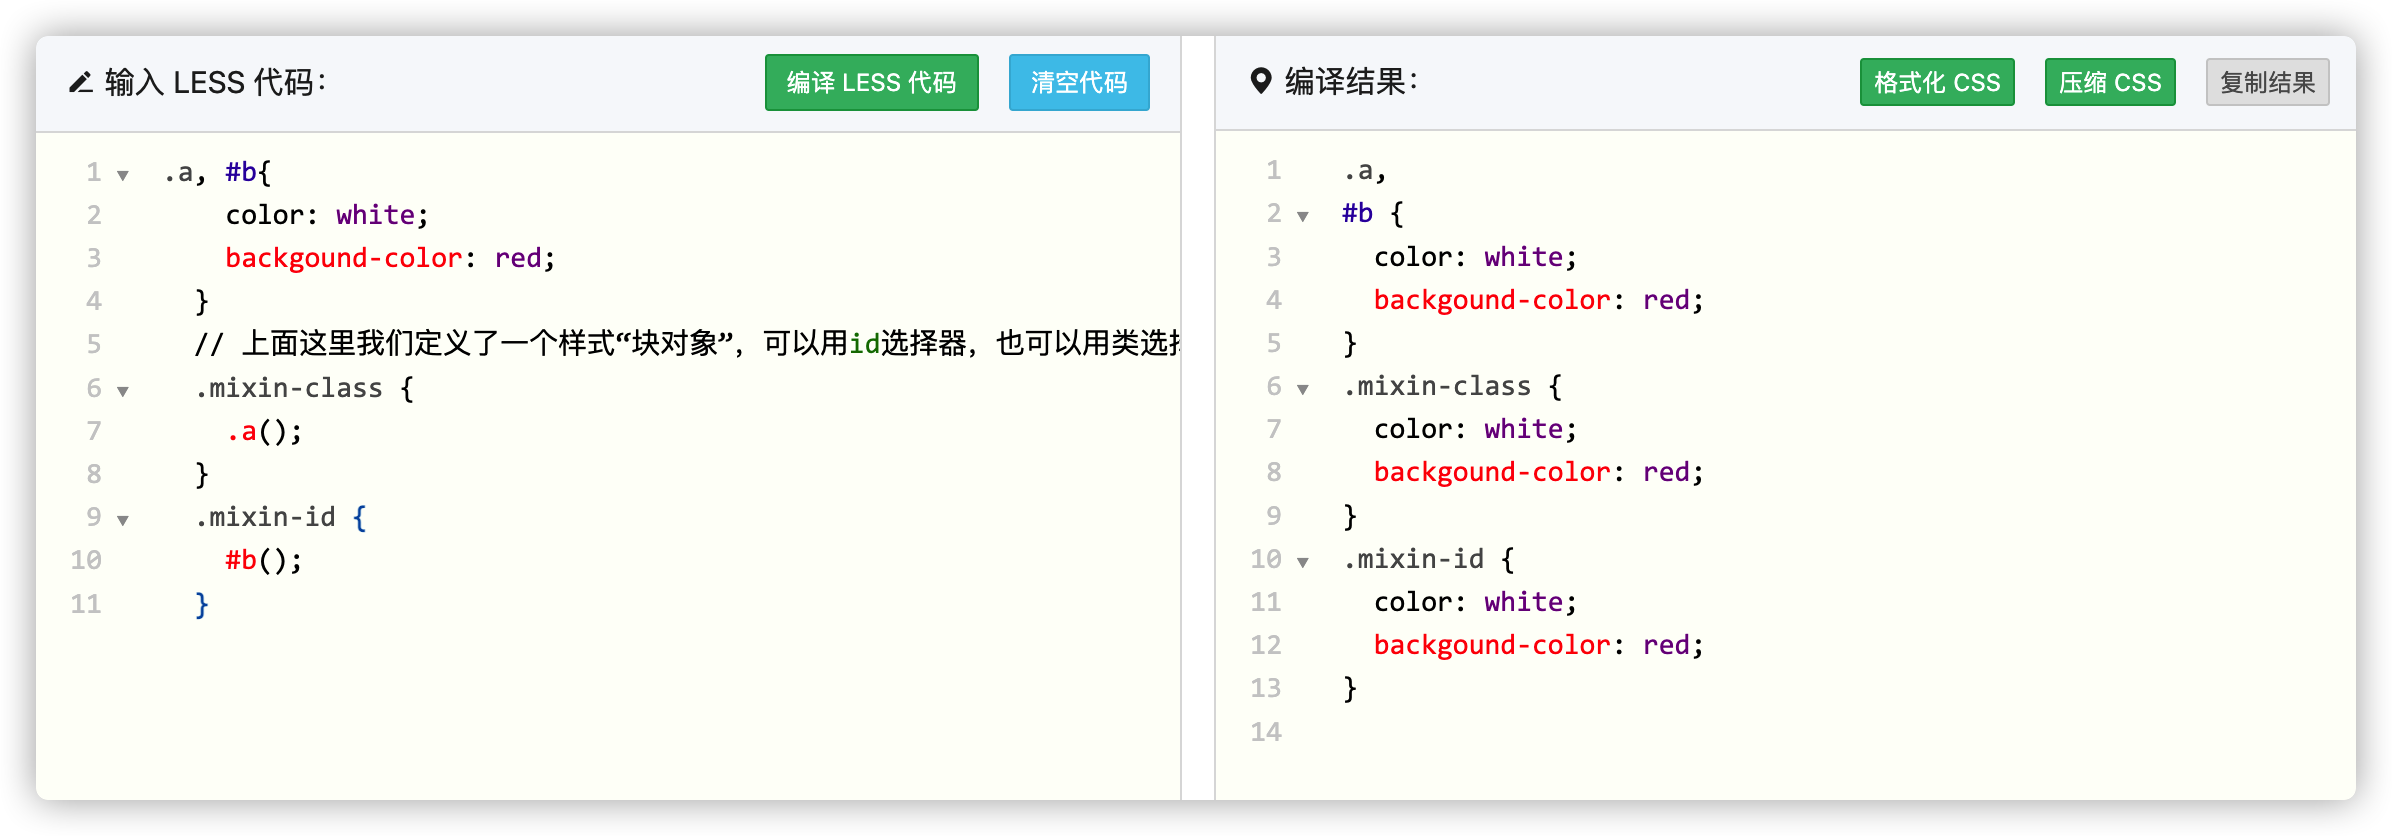 输入 LESS 代码：
编译 LESS 代码
清空代码
1 .a, #b{
2 color: white;
3 backgound-color: red;
4 }
5 // 上面这里我们定义了一个样式“块对象”，可以用id选择器，也可以用类选
6 .mixin-class {
7 .a();
8 }
9 .mixin-id {
10 #b();
11 }
编译结果：
格式化 CSS
压缩 CSS
复制结果
1 .a,
2 #b {
3 color: white;
4 backgound-color: red;
5 }
6 .mixin-class {
7 color: white;
8 backgound-color: red;
9 }
10 .mixin-id {
11 color: white;
12 backgound-color: red;
13 }
14